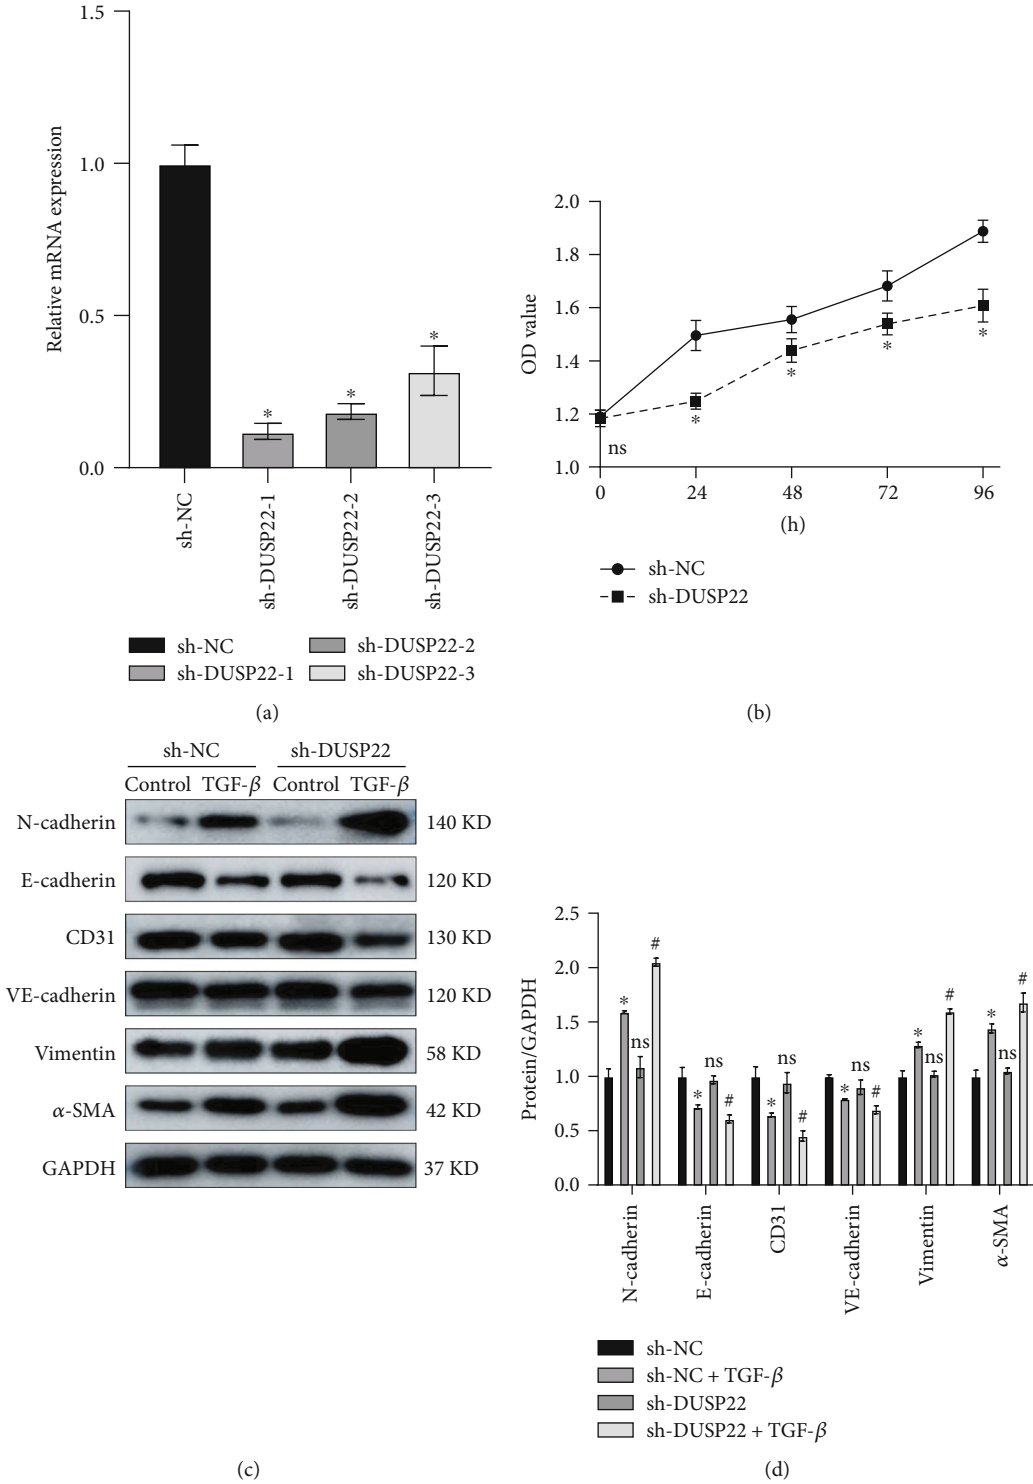 1.5
1.0
0.5
0.0
Relative mRNA expression
*
*
*
sh-NC
sh-DUSP22-1
sh-DUSP22-2
sh-DUSP22-3
sh-NC
sh-DUSP22-2
sh-DUSP22-1
sh-DUSP22-3
(a)
2.0
1.8
1.6
1.4
1.2
1.0
OD value
ns
*
*
*
*
0
24
48
72
96
(h)
sh-NC
sh-DUSP22
(b)
sh-NC
sh-DUSP22
Control TGF-β Control TGF-β
N-cadherin 140 KD
E-cadherin 120 KD
CD31 130 KD
VE-cadherin 120 KD
Vimentin 58 KD
α-SMA 42 KD
GAPDH 37 KD
(c)
2.5
2.0
1.5
1.0
0.5
0.0
Protein/GAPDH
* ns #
* ns #
* ns #
* ns #
* ns #
* ns #
N-cadherin
E-cadherin
CD31
VE-cadherin
Vimentin
α-SMA
sh-NC
sh-NC + TGF-β
sh-DUSP22
sh-DUSP22 + TGF-β
(d)